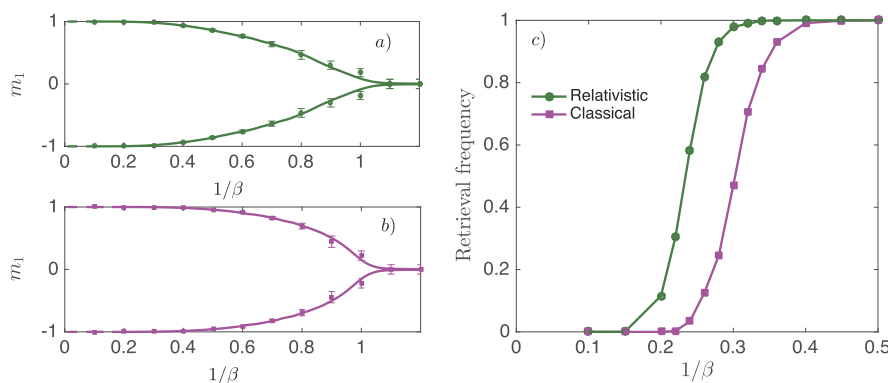 a)
m₁
1
0
-1
0 0.2 0.4 0.6 0.8 1
1/β
b)
m₁
1
0
-1
0 0.2 0.4 0.6 0.8 1
1/β
c)
Retrieval frequency
1
0.8
0.6
0.4
0.2
0
Relativistic
Classical
0 0.1 0.2 0.3 0.4 0.5
1/β